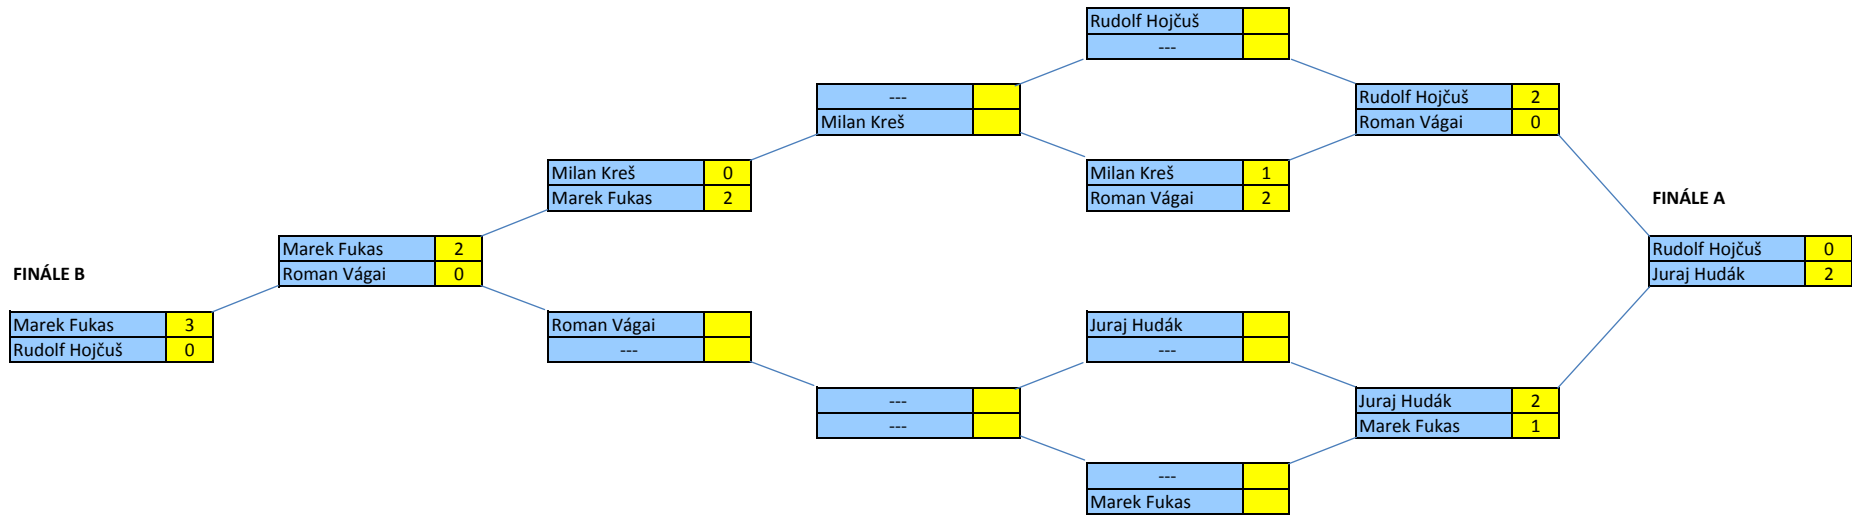 Rudolf Hojčuš
---
---
Milan Kreš
Rudolf Hojčuš 2
Roman Vágai 0
Milan Kreš 0
Marek Fukas 2
Milan Kreš 1
Roman Vágai 2
FINÁLE A
Marek Fukas 2
Roman Vágai 0
Rudolf Hojčuš 0
Juraj Hudák 2
FINÁLE B
Marek Fukas 3
Rudolf Hojčuš 0
Roman Vágai
---
Juraj Hudák
---
---
---
Juraj Hudák 2
Marek Fukas 1
---
Marek Fukas